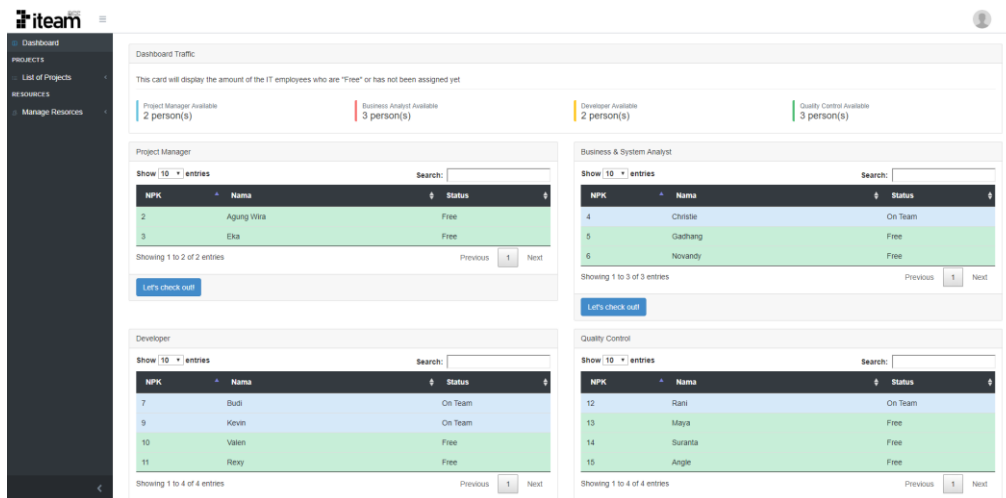 iteam
Dashboard
PROJECTS
List of Projects
RESOURCES
Manage Resorces
Dashboard Traffic
This card will display the amount of the IT employees who are "Free" or has not been assigned yet
Project Manager Available
2 person(s)
Business Analyst Available
3 person(s)
Developer Available
2 person(s)
Quality Control Available
3 person(s)
Project Manager
Show 10 entries Search:
NPK Nama Status
2 Agung Wira Free
3 Eka Free
Showing 1 to 2 of 2 entries Previous 1 Next
Let's check out!
Business & System Analyst
Show 10 entries Search:
NPK Nama Status
4 Christie On Team
5 Gadhang Free
6 Novandy Free
Showing 1 to 3 of 3 entries Previous 1 Next
Let's check out!
Developer
Show 10 entries Search:
NPK Nama Status
7 Budi On Team
9 Kevin On Team
10 Valen Free
11 Rexy Free
Showing 1 to 4 of 4 entries Previous 1 Next
Quality Control
Show 10 entries Search:
NPK Nama Status
12 Rani On Team
13 Maya Free
14 Suranta Free
15 Angie Free
Showing 1 to 4 of 4 entries Previous 1 Next